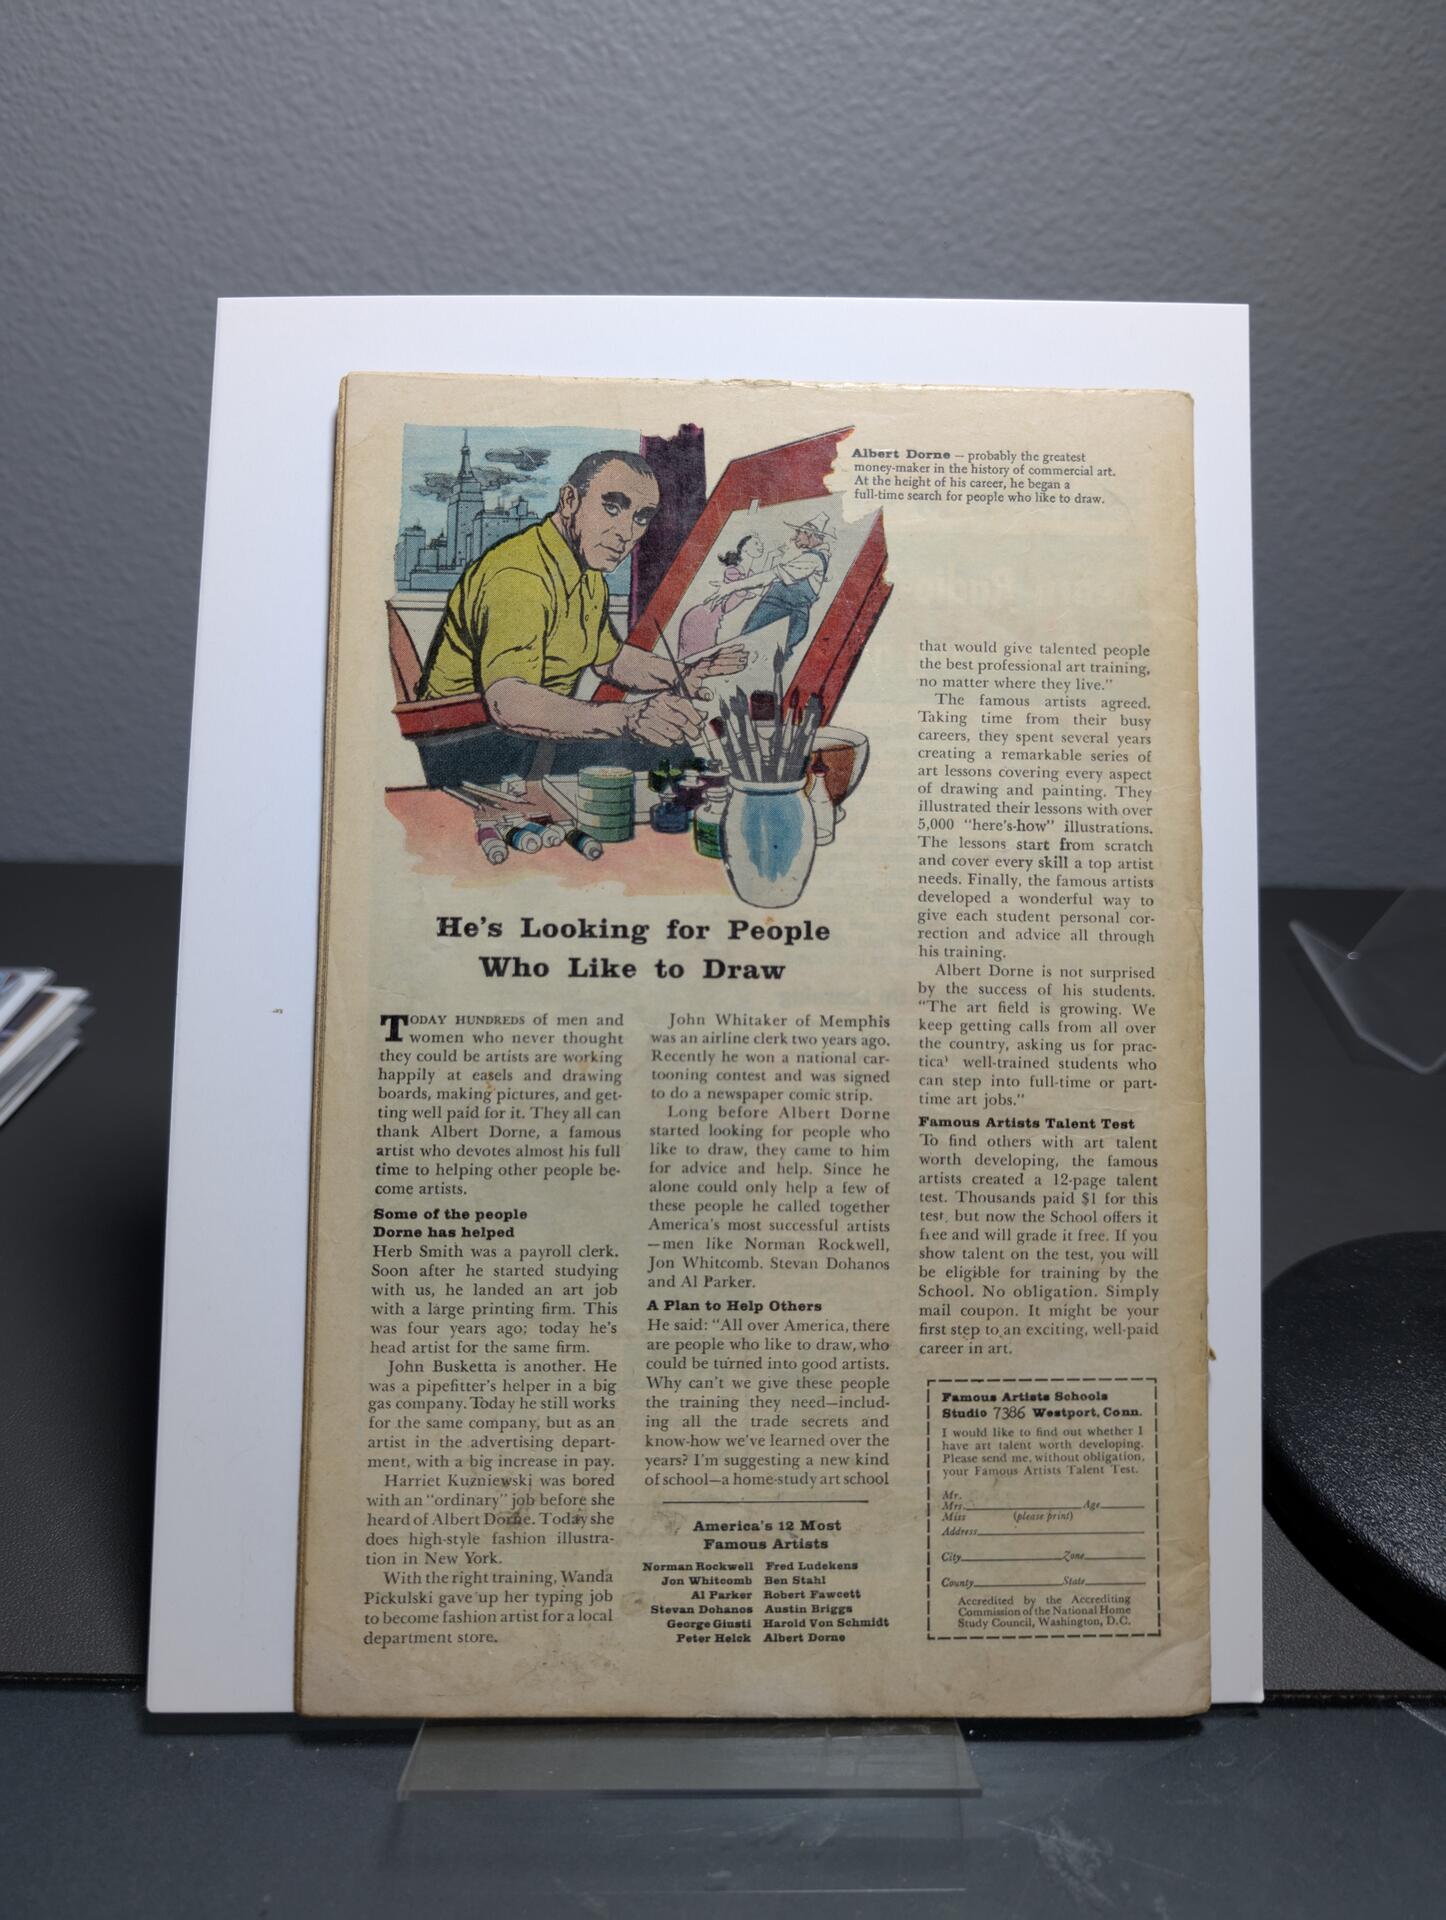 Albert Dorne — probably the greatest
money-maker in the history of commercial art.
At the height of his career, he began a
full-time search for people who like to draw.
He's Looking for People
Who Like to Draw
TODAY HUNDREDS of men and
women who never thought
they could be artists are working
happily at easels and drawing
boards, making pictures, and get-
ting well paid for it. They all can
thank Albert Dorne, a famous
artist who devotes almost his full
time to helping other people be-
come artists.
Some of the people
Dorne has helped
Herb Smith was a payroll clerk.
Soon after he started studying
with us, he landed an art job
with a large printing firm. This
was four years ago; today he's
head artist for the same firm.
John Busketta is another. He
was a pipefitter's helper in a big
gas company. Today he still works
for the same company, but as an
artist in the advertising depart-
ment, with a big increase in pay.
Harriet Kuzniewski was bored
with an "ordinary" job before she
heard of Albert Dorne. Today she
does high-style fashion illustra-
tion in New York.
With the right training, Wanda
Pickulski gave up her typing job
to become fashion artist for a local
department store.
John Whitaker of Memphis
was an airline clerk two years ago.
Recently he won a national car-
tooning contest and was signed
to do a newspaper comic strip.
Long before Albert Dorne
started looking for people who
like to draw, they came to him
for advice and help. Since he
alone could only help a few of
these people he called together
America's most successful artists
—men like Norman Rockwell,
Jon Whitcomb. Stevan Dohanos
and Al Parker.
A Plan to Help Others
He said: "All over America, there
are people who like to draw, who
could be turned into good artists.
Why can't we give these people
the training they need—includ-
ing all the trade secrets and
know-how we've learned over the
years? I'm suggesting a new kind
of school—a home-study art school
America's 12 Most
Famous Artists
Norman Rockwell Fred Ludekens
Jon Whitcomb Ben Stahl
Al Parker Robert Fawcett
Stevan Dohanos Austin Briggs
George Giusti Harold Von Schmidt
Peter Helck Albert Dorne
that would give talented people
the best professional art training,
no matter where they live."
The famous artists agreed.
Taking time from their busy
careers, they spent several years
creating a remarkable series of
art lessons covering every aspect
of drawing and painting. They
illustrated their lessons with over
5,000 "here's-how" illustrations.
The lessons start from scratch
and cover every skill a top artist
needs. Finally, the famous artists
developed a wonderful way to
give each student personal cor-
rection and advice all through
his training.
Albert Dorne is not surprised
by the success of his students.
"The art field is growing. We
keep getting calls from all over
the country, asking us for prac-
tical well-trained students who
can step into full-time or part-
time art jobs."
Famous Artists Talent Test
To find others with art talent
worth developing, the famous
artists created a 12-page talent
test. Thousands paid $1 for this
test, but now the School offers it
free and will grade it free. If you
show talent on the test, you will
be eligible for training by the
School. No obligation. Simply
mail coupon. It might be your
first step to an exciting, well-paid
career in art.
Famous Artists Schools
Studio 7386 Westport, Conn.
I would like to find out whether I
have art talent worth developing.
Please send me, without obligation,
your Famous Artists Talent Test.
Mr.
Mrs. Age
Miss (please print)
Address
City Zone
County State
Accredited by the Accrediting
Commission of the National Home
Study Council, Washington, D.C.